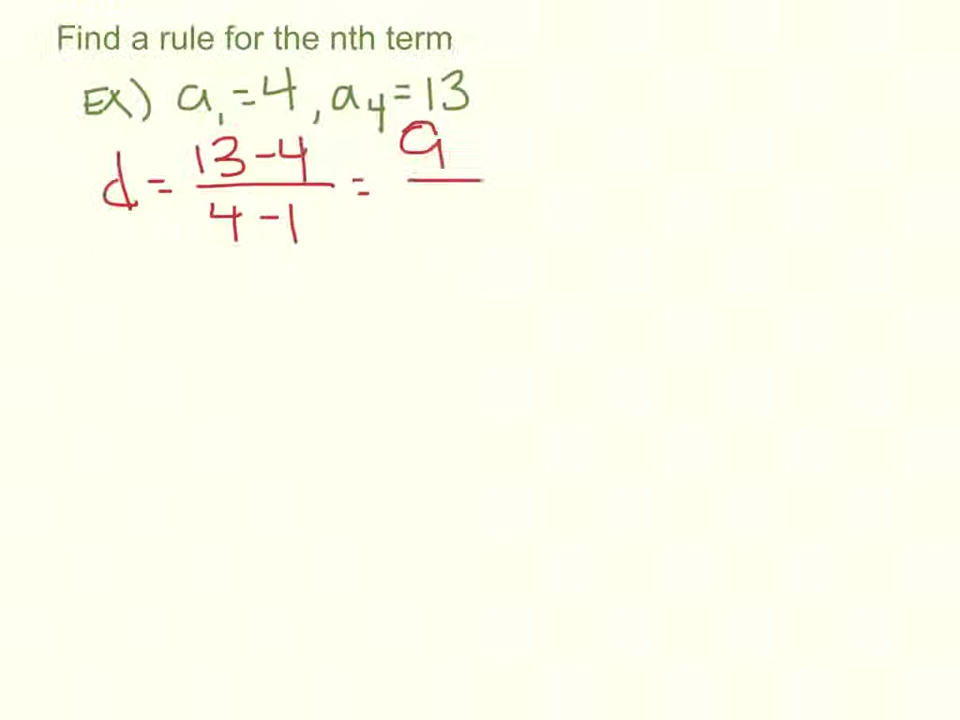 Find a rule for the nth term
Ex) a₁ = 4, a₄ = 13
d = (13 - 4)/(4 - 1) = 9/